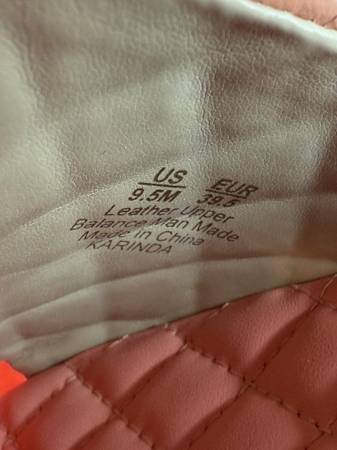 US EUR
9.5M 39.5
Leather Upper
Balance Man Made
Made in China
KARINDA